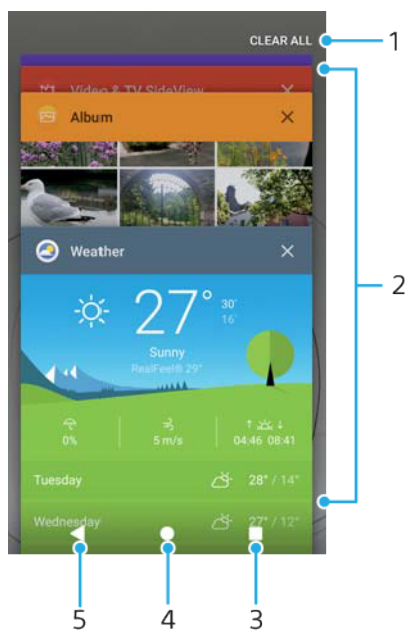 CLEAR ALL
1
Video & TV SideView
Album
2
Weather
27°
30°
16°
Sunny
RealFeel® 29°
0%
5 m/s
04:46 08:41
Tuesday
28° / 14°
Wednesday
27° / 12°
5
4
3